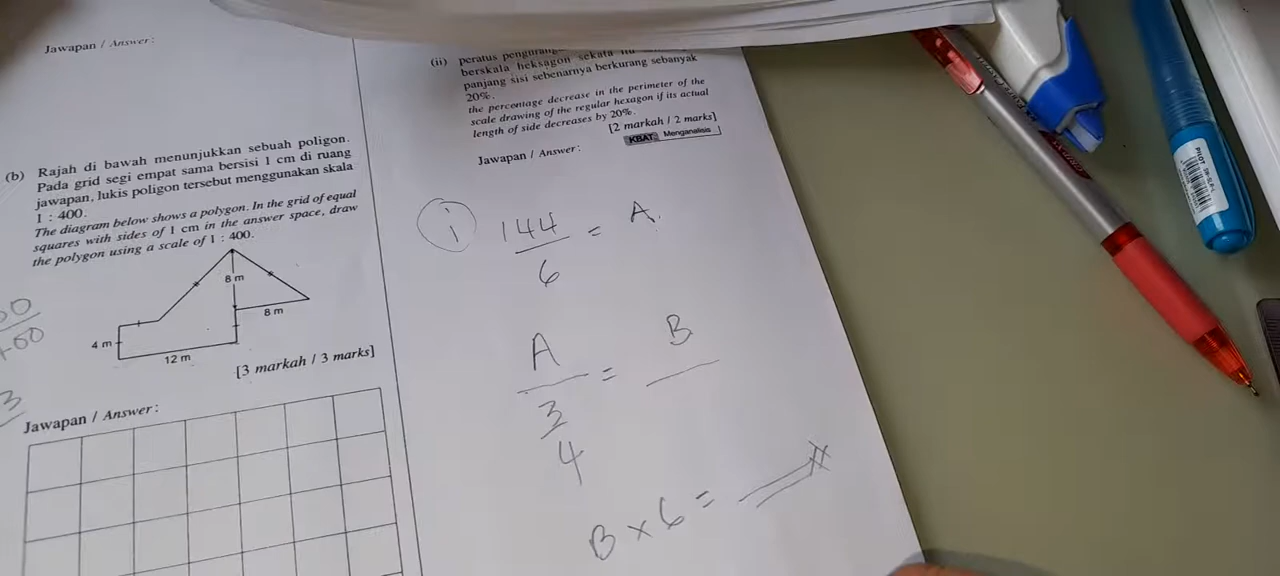 Jawapan / Answer :
(b) Rajah di bawah menunjukkan sebuah poligon.
Pada grid segi empat sama bersisi 1 cm di ruang
jawapan, lukis poligon tersebut menggunakan skala
1 : 400.
The diagram below shows a polygon. In the grid of equal
squares with sides of 1 cm in the answer space, draw
the polygon using a scale of 1 : 400.
8 m
8 m
4 m
12 m
[3 markah / 3 marks]
Jawapan / Answer :
(ii) peratus
berskala heksagon sekata
panjang sisi sebenarnya berkurang sebanyak
20%.
the percentage decrease in the perimeter of the
scale drawing of the regular hexagon if its actual
length of side decreases by 20%.
[2 markah / 2 marks]
KBAT Menganalisis
Jawapan / Answer :
i
144
6
= A.
A
3
4
= B
B × 6 =
PILOT